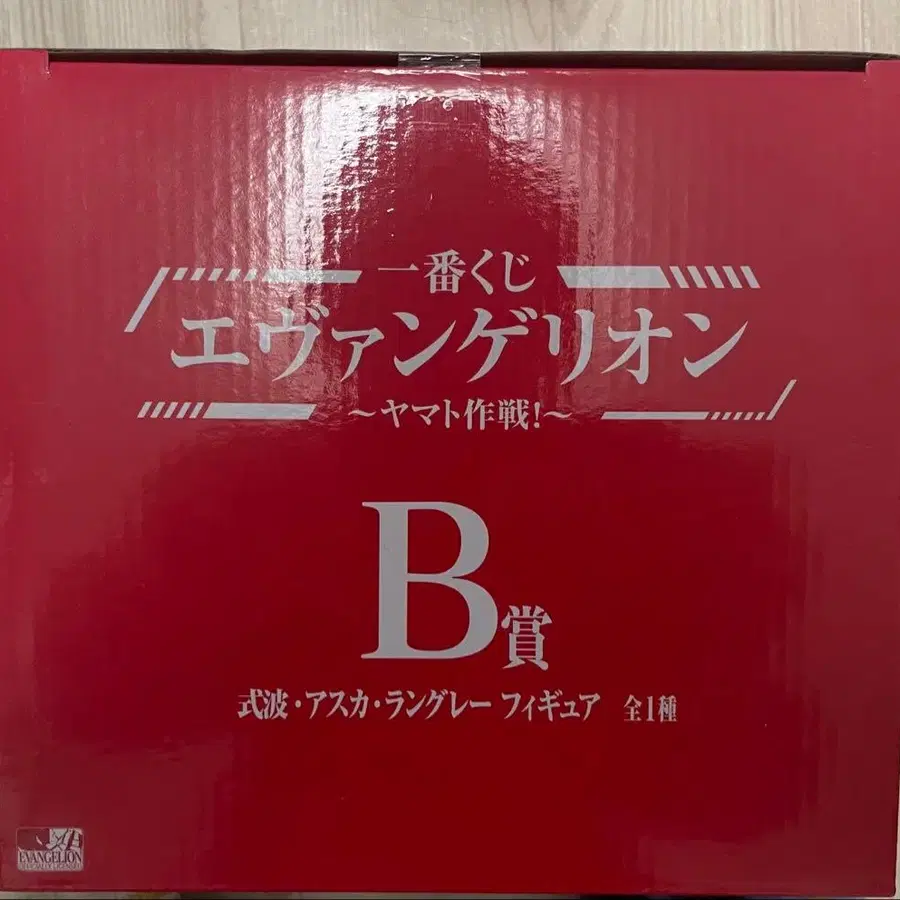 一番くじ
エヴァンゲリオン
～ヤマト作戦!～
B賞
式波・アスカ・ラングレー フィギュア 全1種
EVANGELION